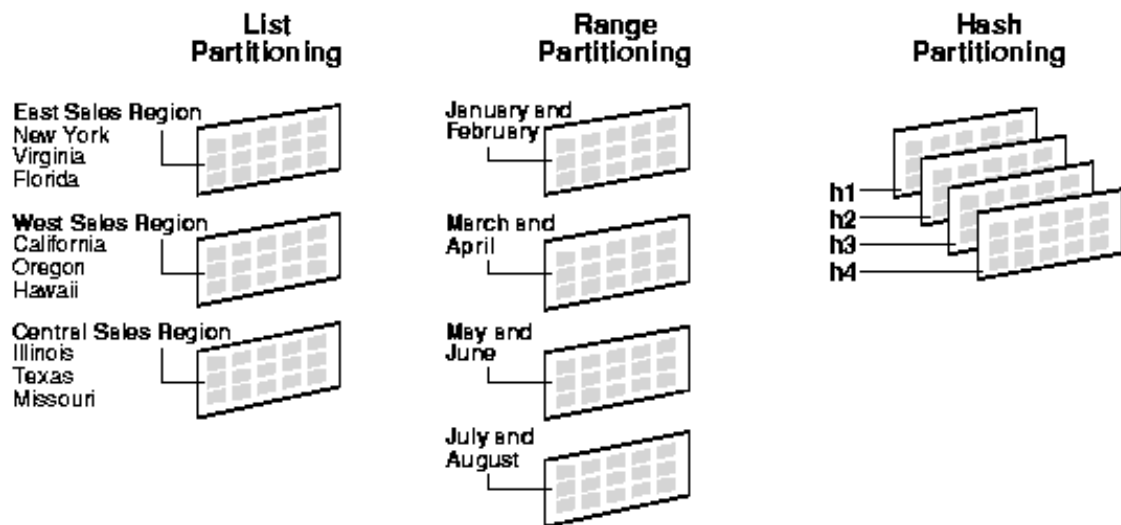 List
Partitioning
East Sales Region
New York
Virginia
Florida
West Sales Region
California
Oregon
Hawaii
Central Sales Region
Illinois
Texas
Missouri
Range
Partitioning
January and
February
March and
April
May and
June
July and
August
Hash
Partitioning
h1
h2
h3
h4